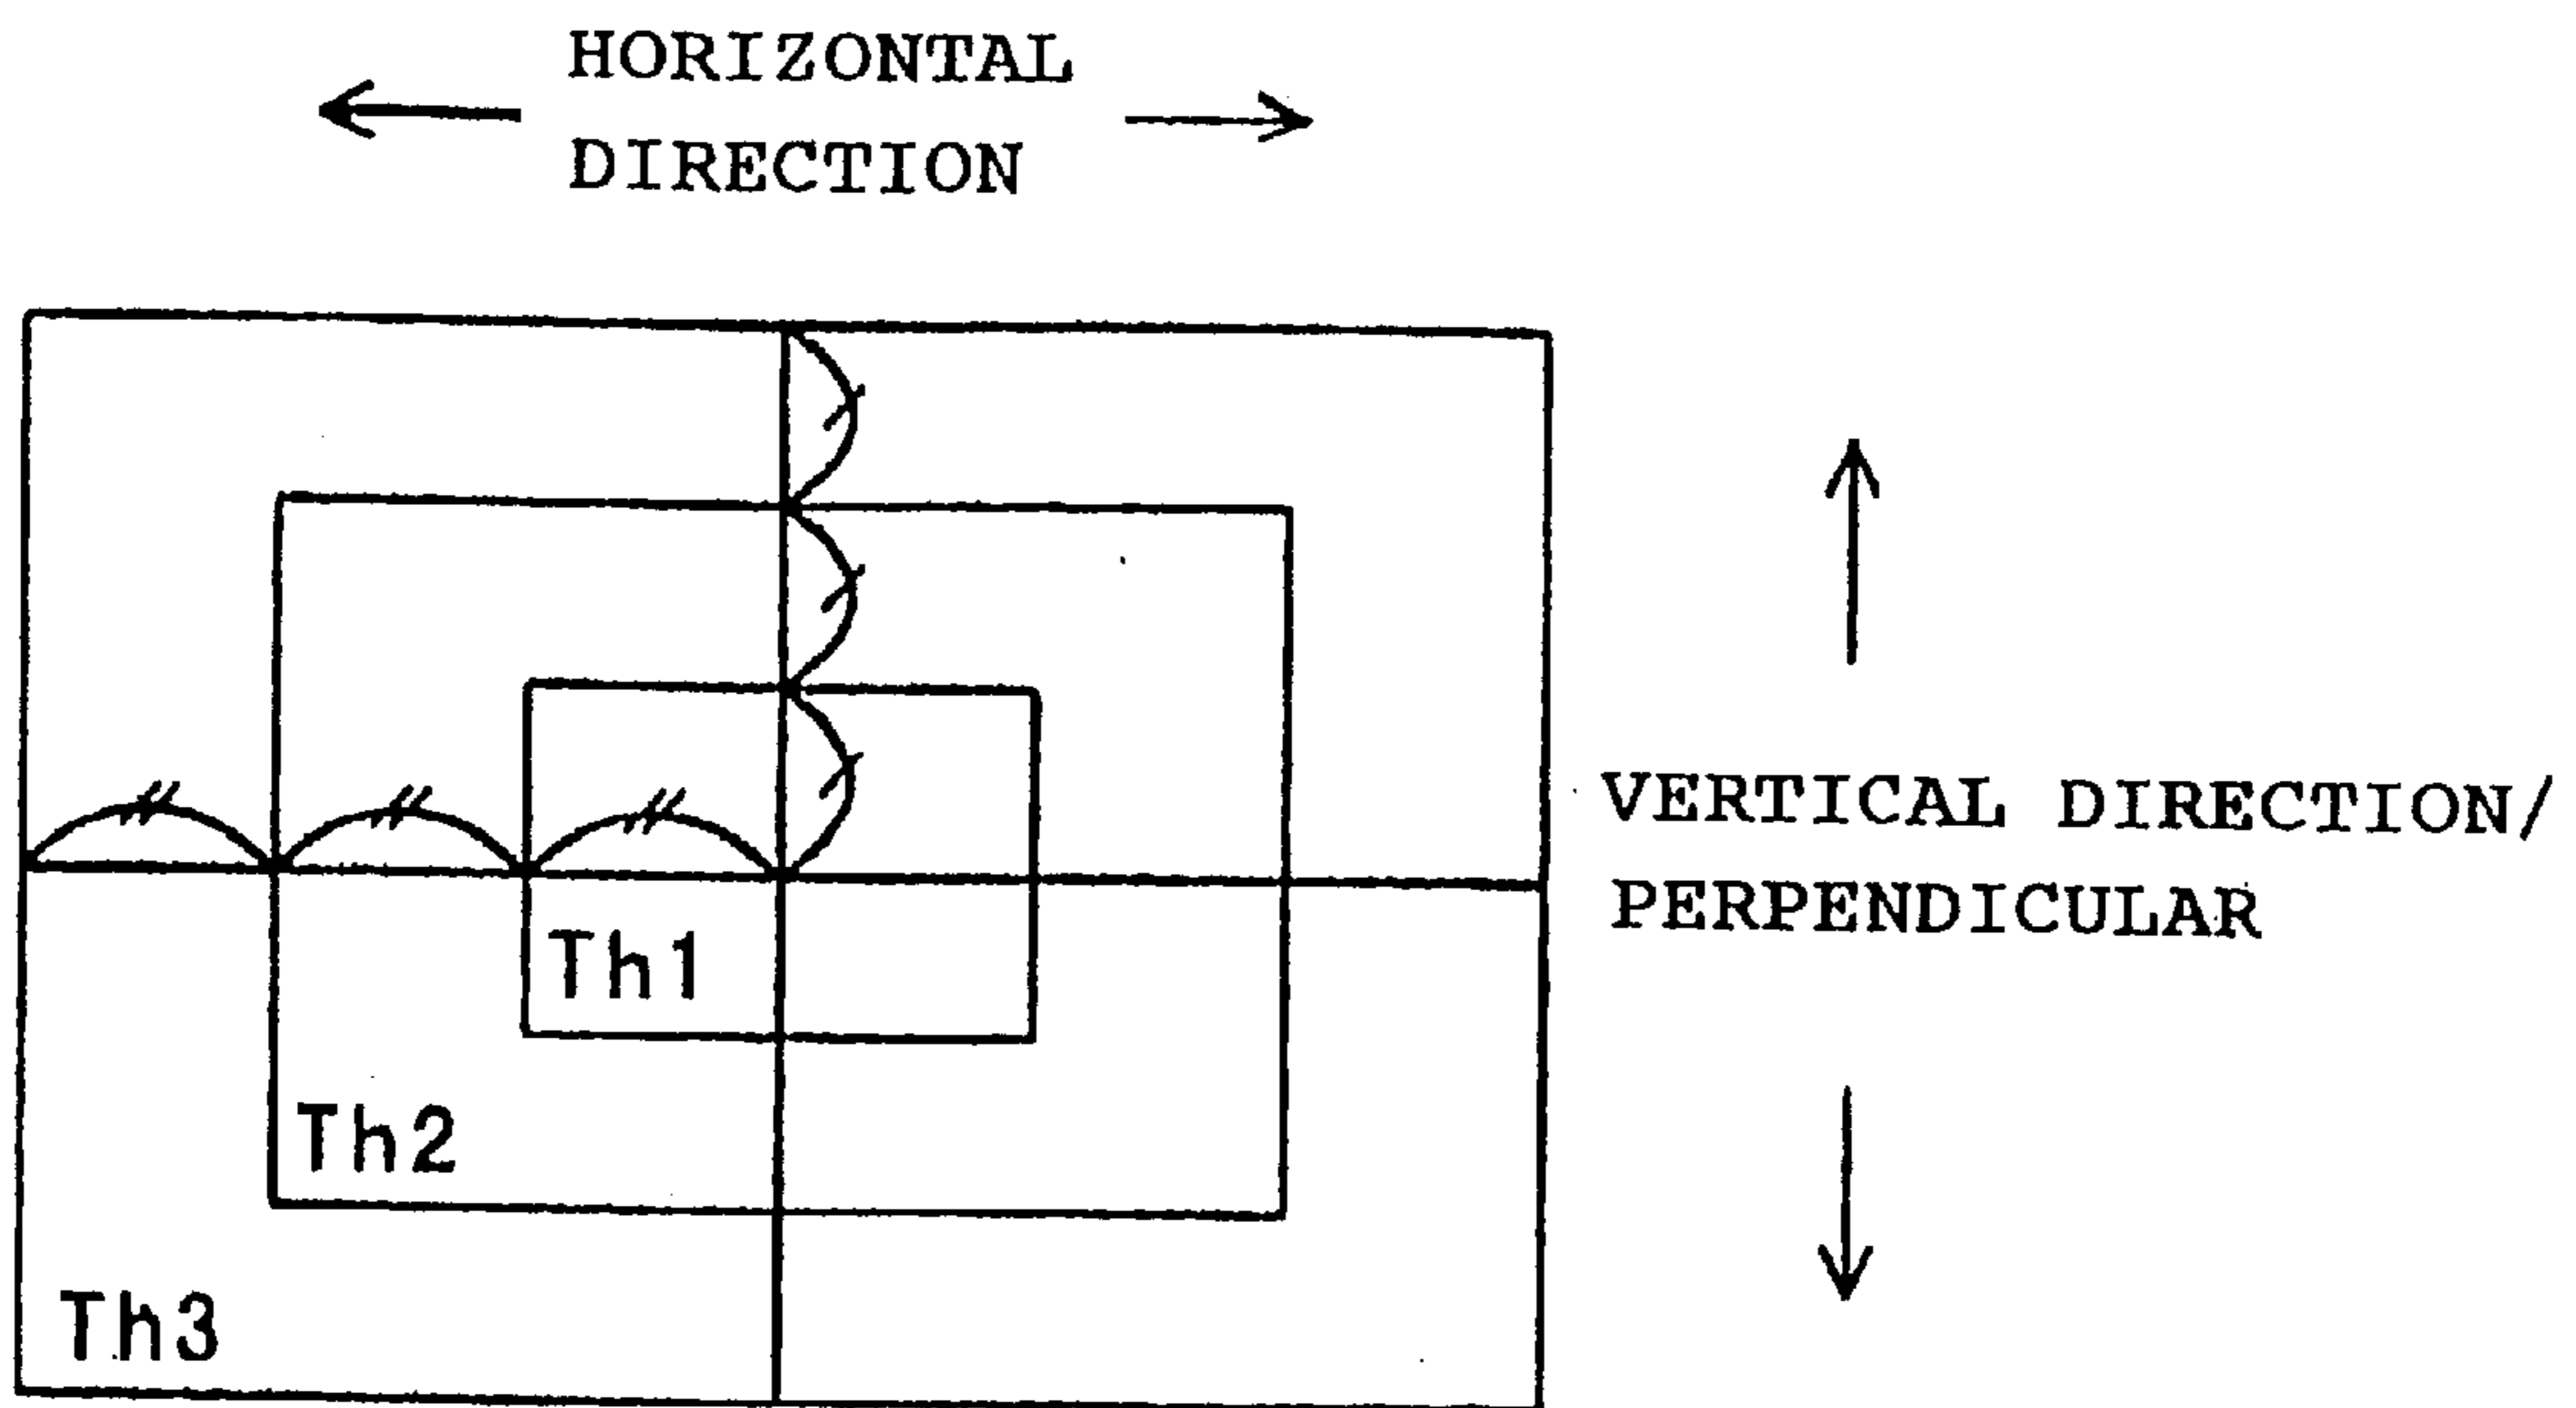 HORIZONTAL
DIRECTION
VERTICAL DIRECTION/
PERPENDICULAR
Th1
Th2
Th3